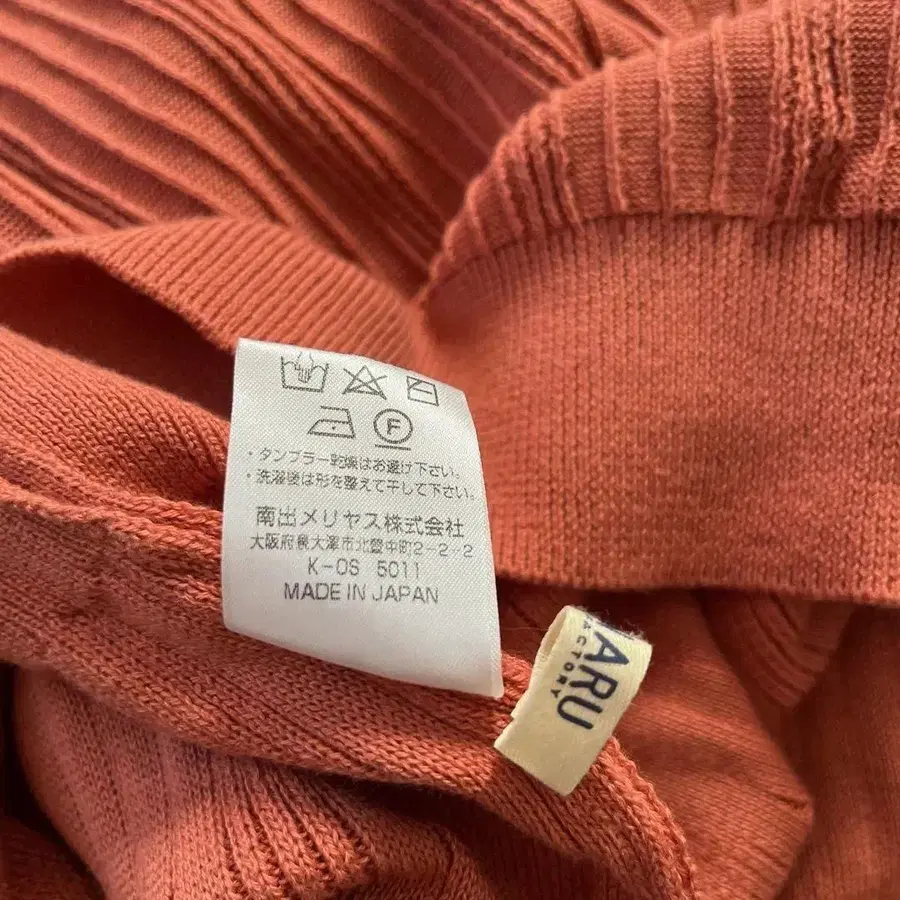 F
・タンブラー乾燥はお避け下さい。
・洗濯後は形を整えて干して下さい。
南出メリヤス株式会社
大阪府泉大津市北豊中町2-2-2
K-OS 5011
MADE IN JAPAN
ARU
FACTORY